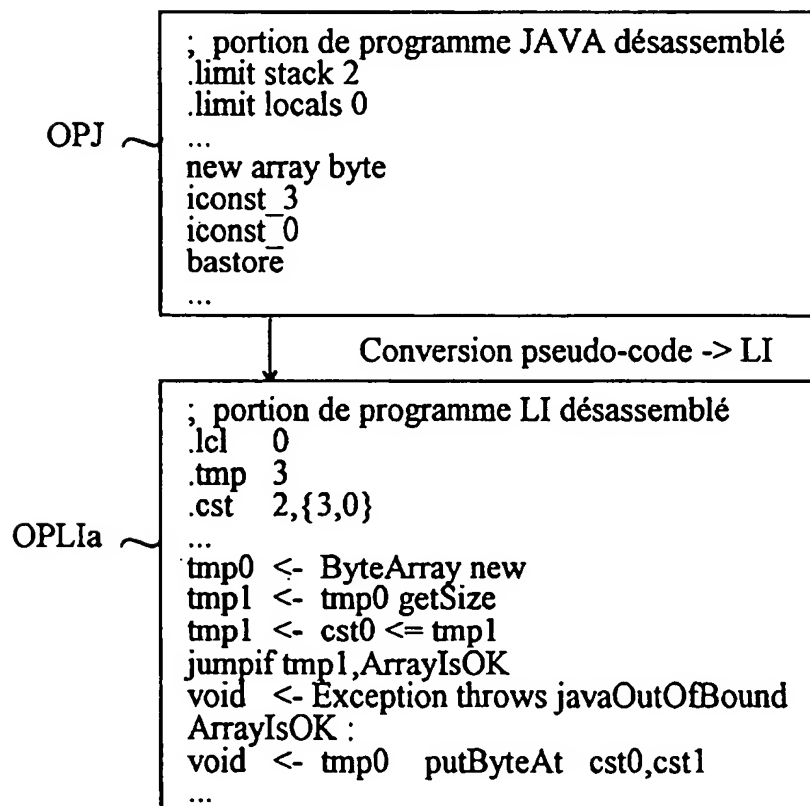 ; portion de programme JAVA désassemblé
.limit stack 2
.limit locals 0
OPJ
...
new array byte
iconst_3
iconst_0
bastore
...
Conversion pseudo-code -> LI
; portion de programme LI désassemblé
.lcl 0
.tmp 3
.cst 2,{3,0}
OPLIa
...
tmp0 <- ByteArray new
tmp1 <- tmp0 getSize
tmp1 <- cst0 <= tmp1
jumpif tmp1,ArrayIsOK
void <- Exception throws javaOutOfBound
ArrayIsOK :
void <- tmp0 putByteAt cst0,cst1
...